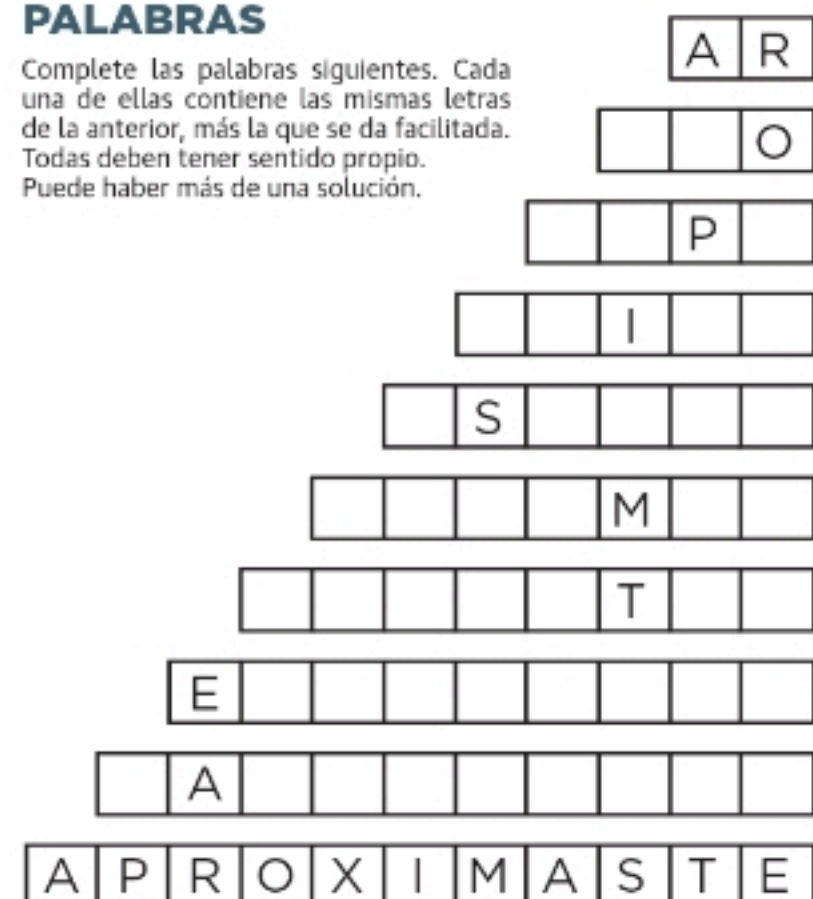 PALABRAS
Complete las palabras siguientes. Cada
una de ellas contiene las mismas letras
de la anterior, más la que se da facilitada.
Todas deben tener sentido propio.
Puede haber más de una solución.
A R
O
P
I
S
M
T
E
A
A P R O X I M A S T E